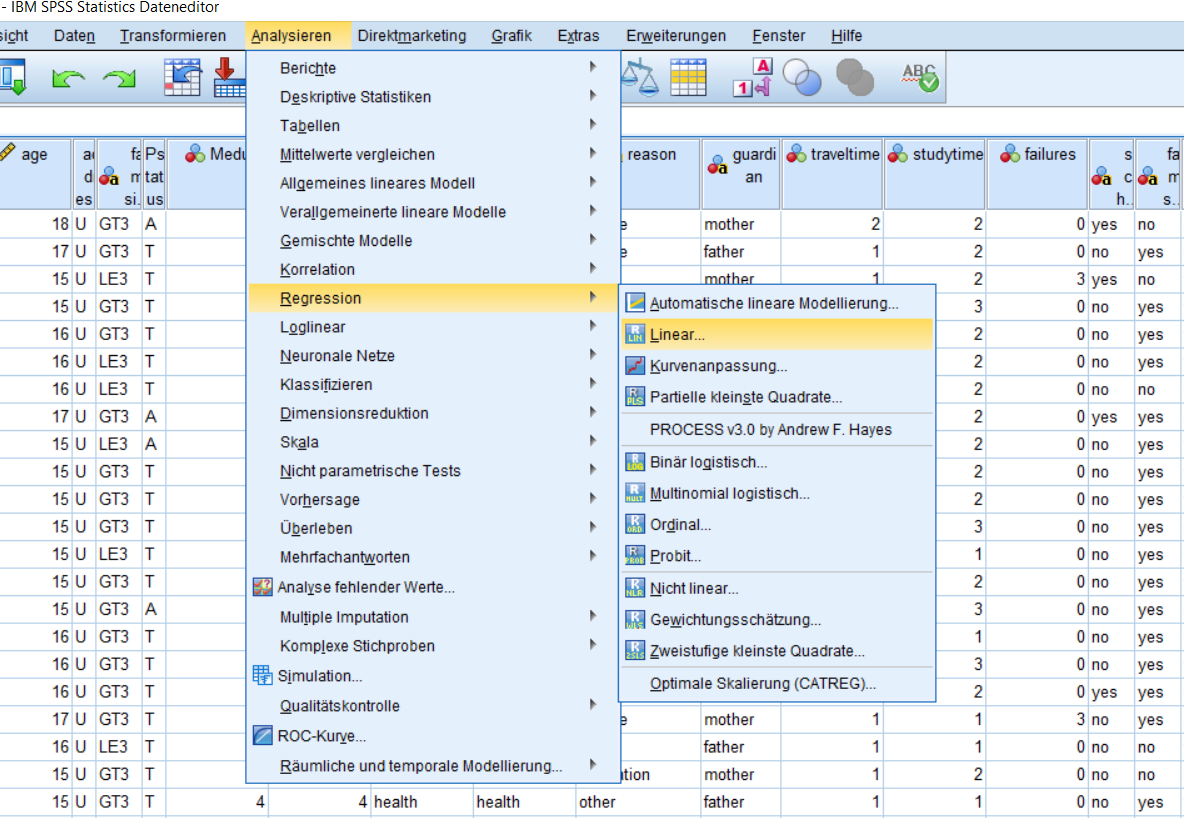 - IBM SPSS Statistics Dateneditor
sicht Daten Transformieren Analysieren Direktmarketing Grafik Extras Erweiterungen Fenster Hilfe
A 1 ABC
Berichte
Deskriptive Statistiken
Tabellen
Mittelwerte vergleichen
Allgemeines lineares Modell
Verallgemeinerte lineare Modelle
Gemischte Modelle
Korrelation
Regression
Loglinear
Neuronale Netze
Klassifizieren
Dimensionsreduktion
Skala
Nicht parametrische Tests
Vorhersage
Überleben
Mehrfachantworten
Analyse fehlender Werte...
Multiple Imputation
Komplexe Stichproben
Simulation...
Qualitätskontrolle
ROC-Kurve...
Räumliche und temporale Modellierung...
Automatische lineare Modellierung...
Linear...
Kurvenanpassung...
Partielle kleinste Quadrate...
PROCESS v3.0 by Andrew F. Hayes
Binär logistisch...
Multinomial logistisch...
Ordinal...
Probit...
Nicht linear...
Gewichtungsschätzung...
Zweistufige kleinste Quadrate...
Optimale Skalierung (CATREG)...
age ad d es fa m si. Ps tat us Medu reason guardi an traveltime studytime failures s c h.. fa m s..
18 U GT3 A e mother 2 2 0 yes no
17 U GT3 T e father 1 2 0 no yes
15 U LE3 T mother 1 2 3 yes no
15 U GT3 T 3 0 no yes
16 U GT3 T 2 0 no yes
16 U LE3 T 2 0 no yes
16 U LE3 T 2 0 no no
17 U GT3 A 2 0 yes yes
15 U LE3 A 2 0 no yes
15 U GT3 T 2 0 no yes
15 U GT3 T 2 0 no yes
15 U GT3 T 3 0 no yes
15 U LE3 T 1 0 no yes
15 U GT3 T 2 0 no yes
15 U GT3 A 3 0 no yes
16 U GT3 T 1 0 no yes
16 U GT3 T 3 0 no yes
16 U GT3 T 2 0 yes yes
17 U GT3 T e mother 1 1 3 no yes
16 U LE3 T father 1 1 0 no no
15 U GT3 T tion mother 1 2 0 no no
15 U GT3 T 4 4 health health other father 1 1 0 no yes